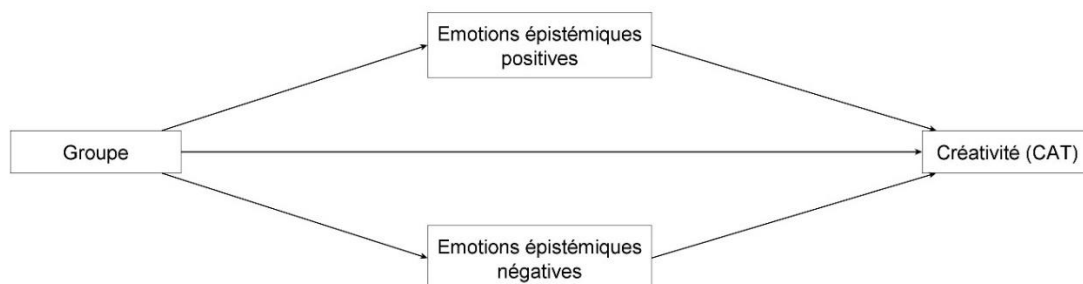 Emotions épistémiques
positives
Groupe
Créativité (CAT)
Emotions épistémiques
négatives